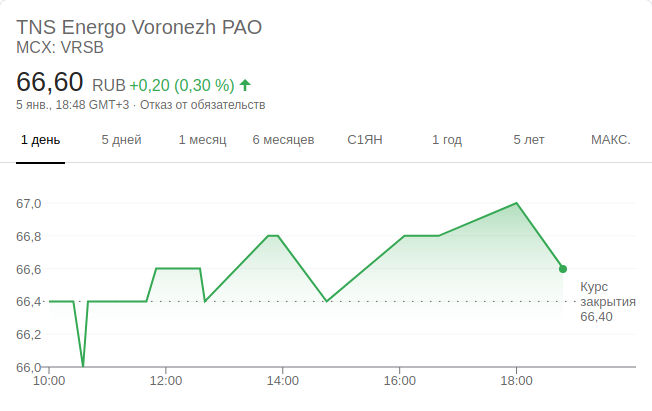 TNS Energo Voronezh PAO
MCX: VRSB
66,60 RUB +0,20 (0,30 %)
5 янв., 18:48 GMT+3 · Отказ от обязательств
1 день 5 дней 1 месяц 6 месяцев С1ЯН 1 год 5 лет МАКС.
67,0
66,8
66,6
66,4
66,2
66,0
Курс
закрытия
66,40
10:00 12:00 14:00 16:00 18:00